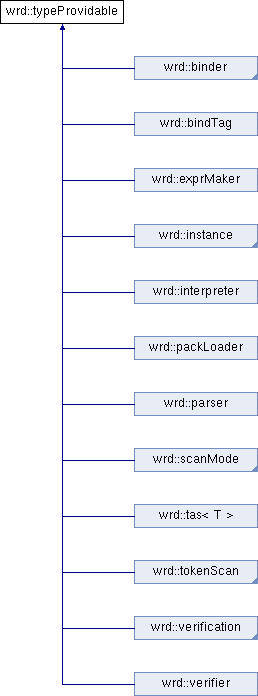 wrd::typeProvidable
wrd::binder
wrd::bindTag
wrd::exprMaker
wrd::instance
wrd::interpreter
wrd::packLoader
wrd::parser
wrd::scanMode
wrd::tas< T >
wrd::tokenScan
wrd::verification
wrd::verifier